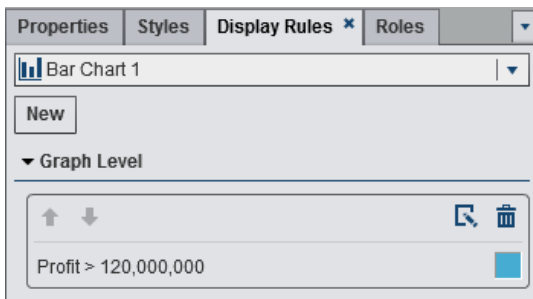 Properties Styles Display Rules Roles
Bar Chart 1
New
Graph Level
Profit > 120,000,000